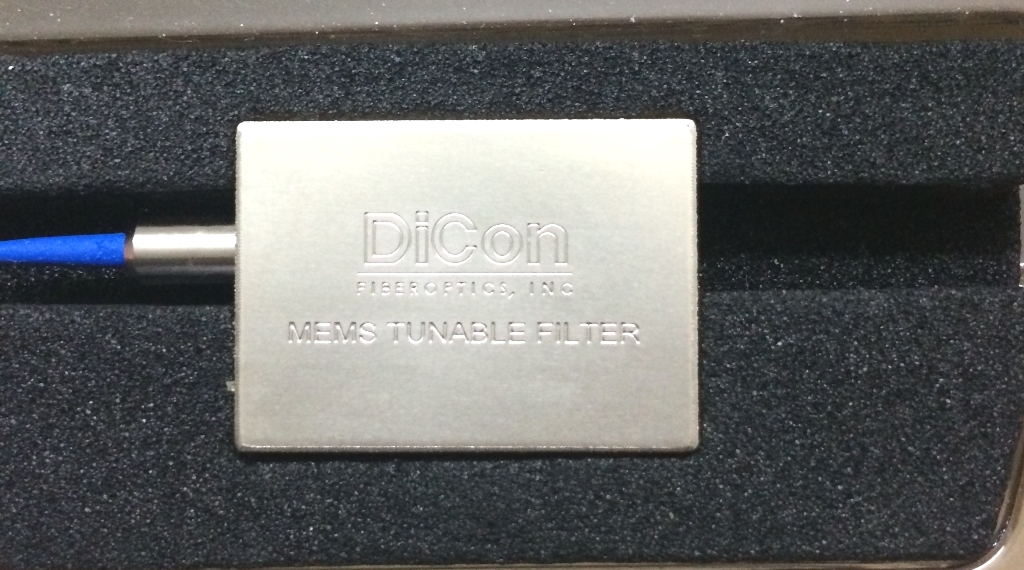 DiCon
FIBEROPTICS, INC
MEMS TUNABLE FILTER